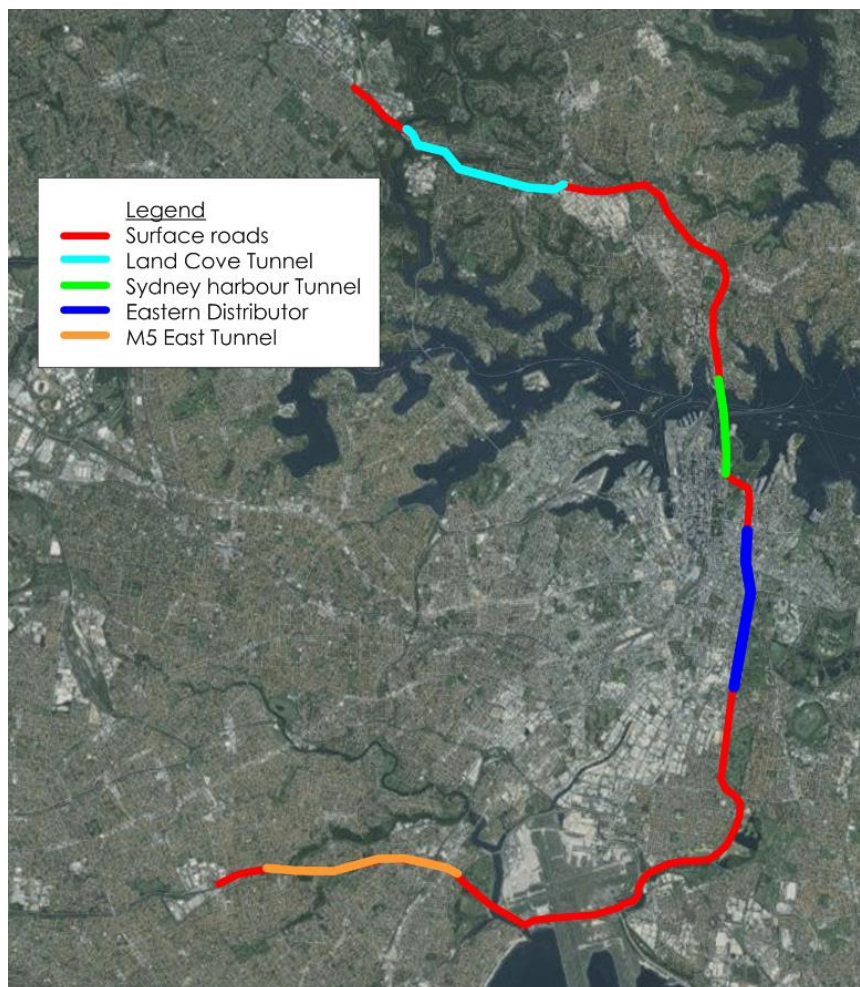 Legend
Surface roads
Land Cove Tunnel
Sydney harbour Tunnel
Eastern Distributor
M5 East Tunnel